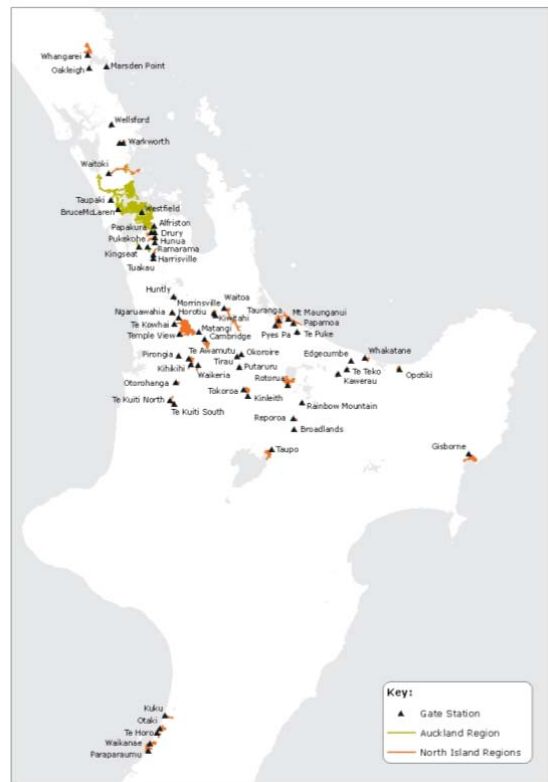 Whangarei
Oakleigh
Marsden Point
Wellsford
Warkworth
Waitoki
Taupaki
BruceMcLaren
Westfield
Alfriston
Papakura
Drury
Pukekohe
Hunua
Ramarama
Kingseat
Harrisville
Tuakau
Huntly
Morrinsville
Waitoa
Ngaruawahia
Horotiu
Kiwitahi
Tauranga
Mt Maunganui
Papamoa
Te Kowhai
Matangi
Temple View
Cambridge
Pyes Pa
Te Puke
Te Awamutu
Okoroire
Pirongia
Tirau
Edgecumbe
Whakatane
Kihikihi
Waikeria
Putaruru
Te Teko
Opotiki
Otorohanga
Tokoroa
Rotorua
Kawerau
Te Kuiti North
Kinleith
Te Kuiti South
Rainbow Mountain
Reporoa
Broadlands
Taupo
Gisborne
Kuku
Otaki
Te Horo
Waikanae
Paraparaumu
Key:
Gate Station
Auckland Region
North Island Regions